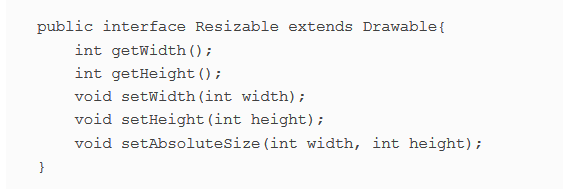 public interface Resizable extends Drawable{
    int getWidth();
    int getHeight();
    void setWidth(int width);
    void setHeight(int height);
    void setAbsoluteSize(int width, int height);
}